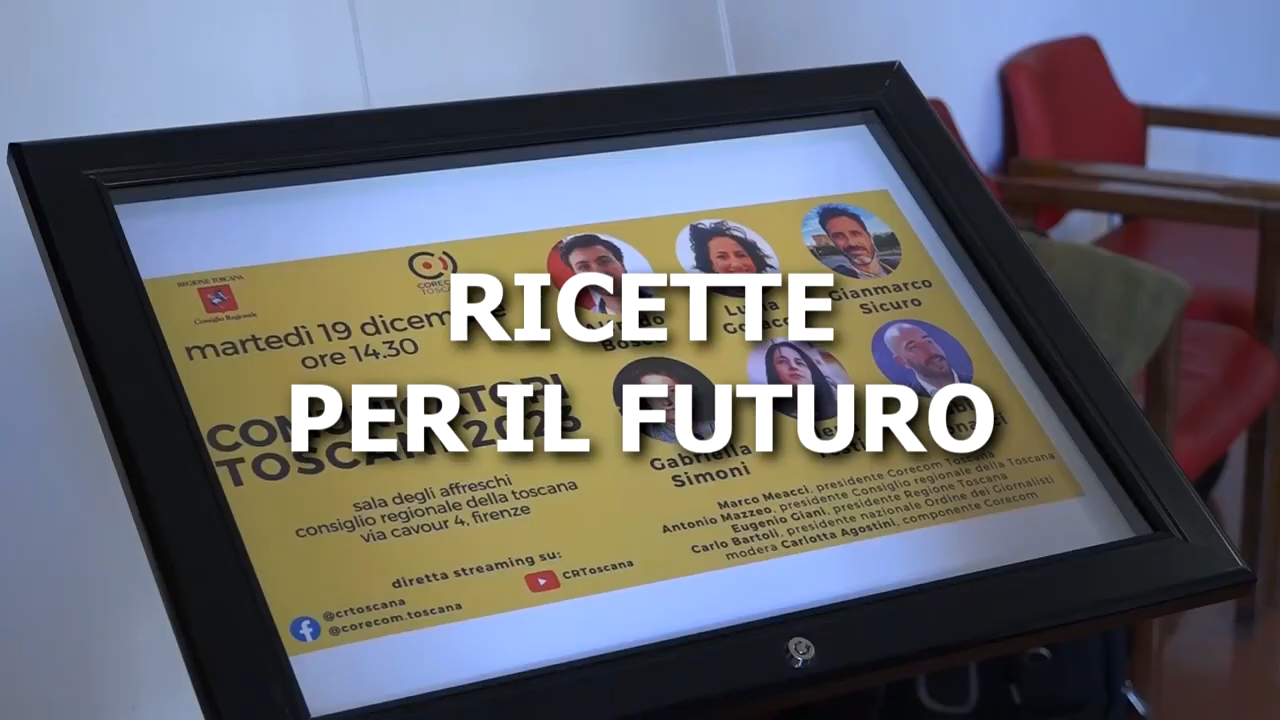 RICETTE
PER IL FUTURO
REGIONE TOSCANA
Consiglio Regionale
martedì 19 dicembre
ore 14.30
TOSCANI 2023
sala degli affreschi
consiglio regionale della toscana
via cavour 4, firenze
diretta streaming su:
CRToscana
@crtoscana
@corecom.toscana
Gianmarco
Sicuro
Gabriella
Simoni
Marco Meacci, presidente Corecom Toscana
Antonio Mazzeo, presidente Consiglio regionale della Toscana
Eugenio Giani, presidente Regione Toscana
Carlo Bartoli, presidente nazionale Ordine dei Giornalisti
modera Carlotta Agostini, componente Corecom